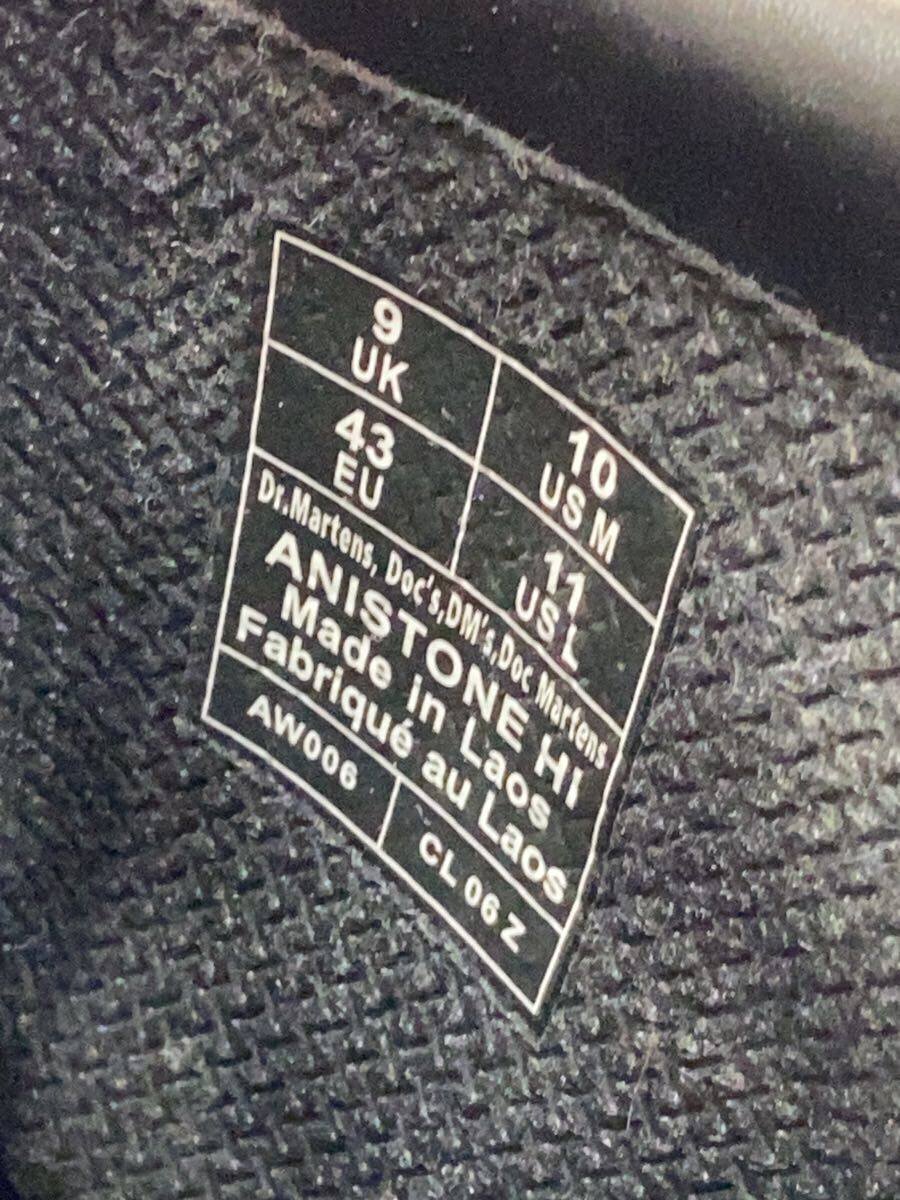 9
UK
10
US M
43
EU
11
US L
Dr.Martens, Doc's,DM's,Doc Martens
ANISTONE HI
Made in Laos
Fabriqué au Laos
AW006
CL 06 Z